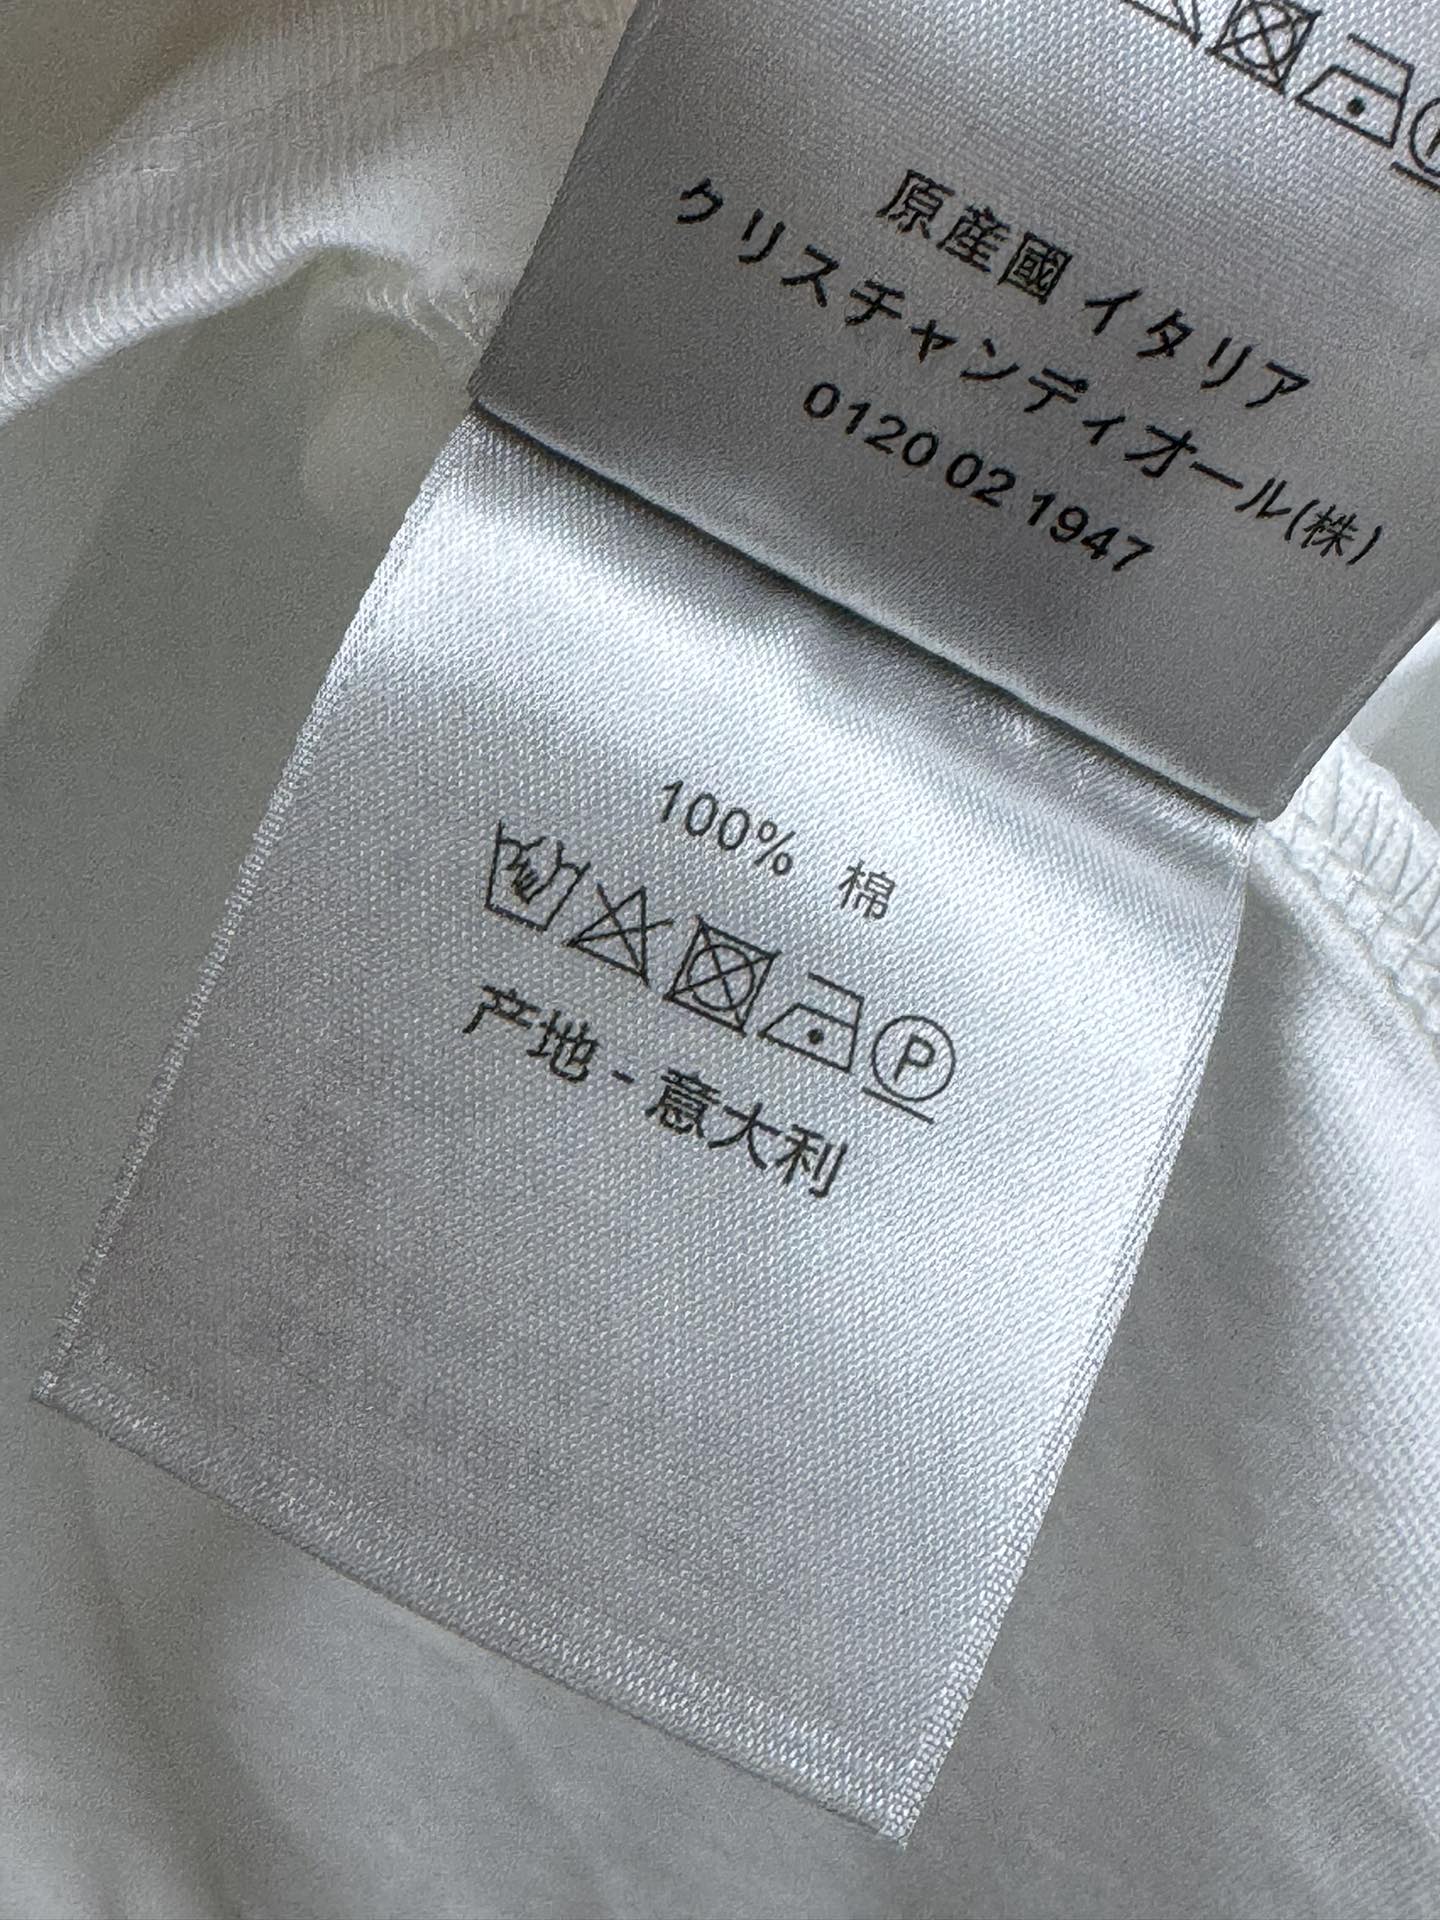 原産國 イタリア
クリスチャンディオール(株)
0120 02 1947
100% 棉
P
产地 - 意大利